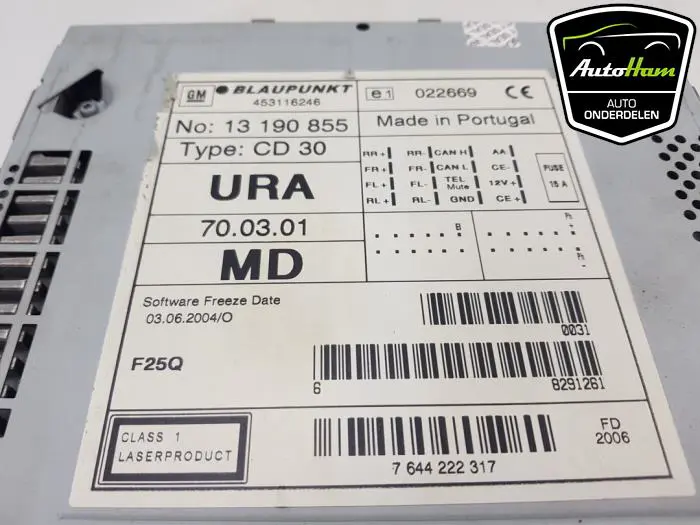 AutoHam
AUTO
ONDERDELEN
GM BLAUPUNKT
453116246
e1 022669 CE
No: 13 190 855
Made in Portugal
Type: CD 30
RR+ RR- CAN H AA
FR+ FR- CAN L CE-
FL+ FL- TEL Mute 12V+
RL+ RL- GND CE+
FUSE
15 A
URA
70.03.01
B
Ph. +
Ph. -
MD
Software Freeze Date
03.06.2004/O
0031
F25Q
6 8291261
CLASS 1
LASERPRODUCT
7 644 222 317
FD
2006